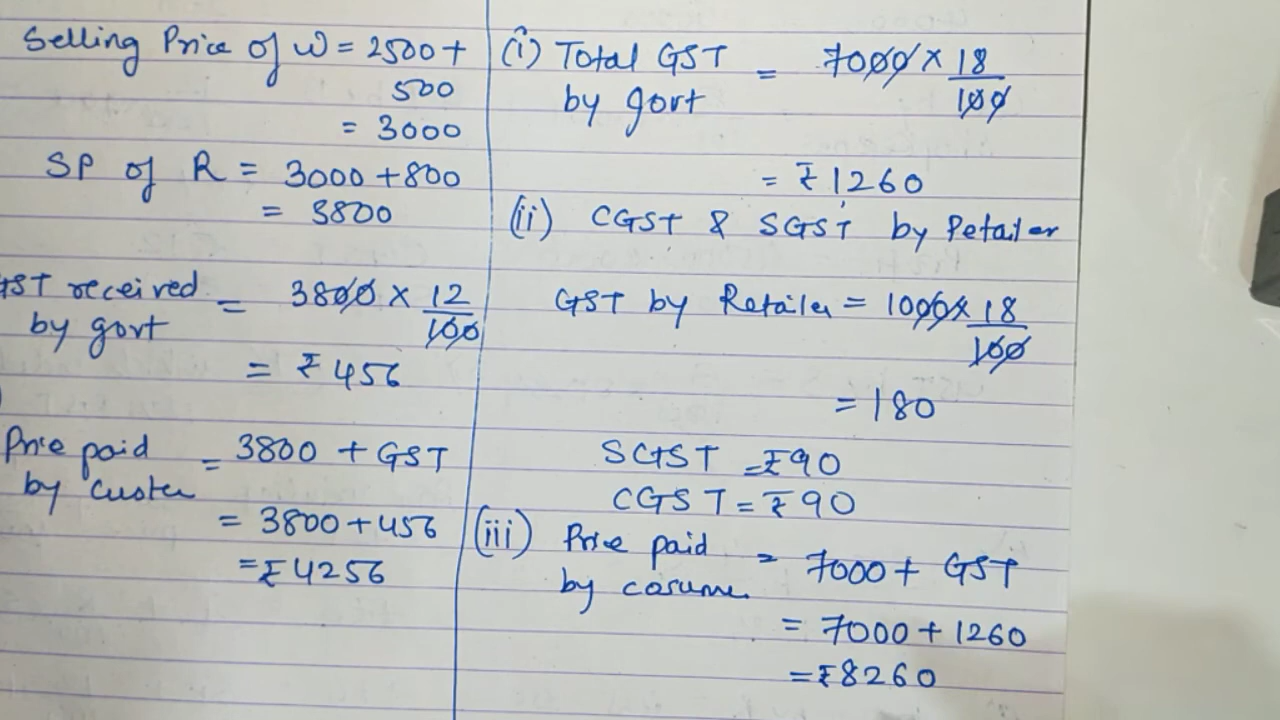 Selling Price of W = 2500 +
500
= 3000
SP of R = 3000 + 800
= 3800
GST received by govt = 3800 × 12/100
= ₹ 456
Price paid by custer = 3800 + GST
= 3800 + 456
= ₹ 4256
(i) Total GST by govt = 7000 × 18/100
= ₹ 1260
(ii) CGST & SGST by Retailer
GST by Retailer = 1000 × 18/100
= 180
SGST = ₹ 90
CGST = ₹ 90
(iii) Price paid by cosume = 7000 + GST
= 7000 + 1260
= ₹ 8260